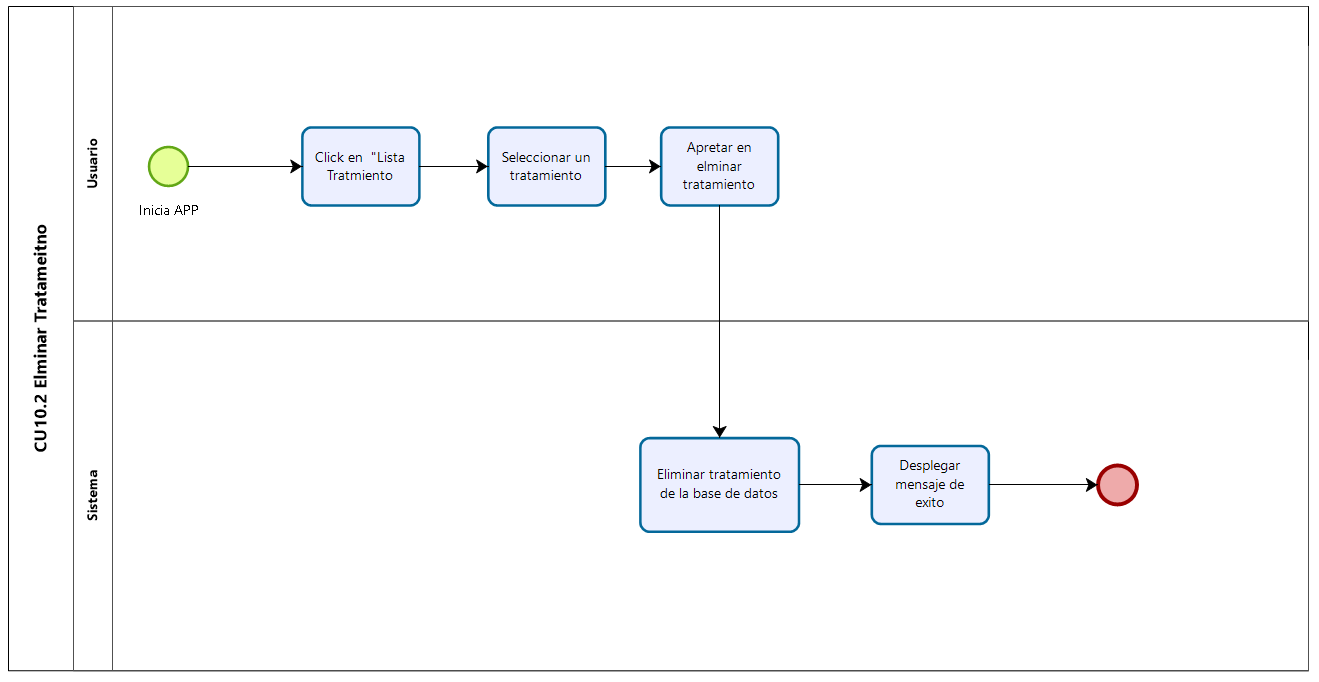 CU10.2 Elminar Tratameitno
Usuario
Inicia APP
Click en  "Lista
Tratmiento
Seleccionar un
tratamiento
Apretar en
elminar
tratamiento
Sistema
Eliminar tratamiento
de la base de datos
Desplegar
mensaje de
exito